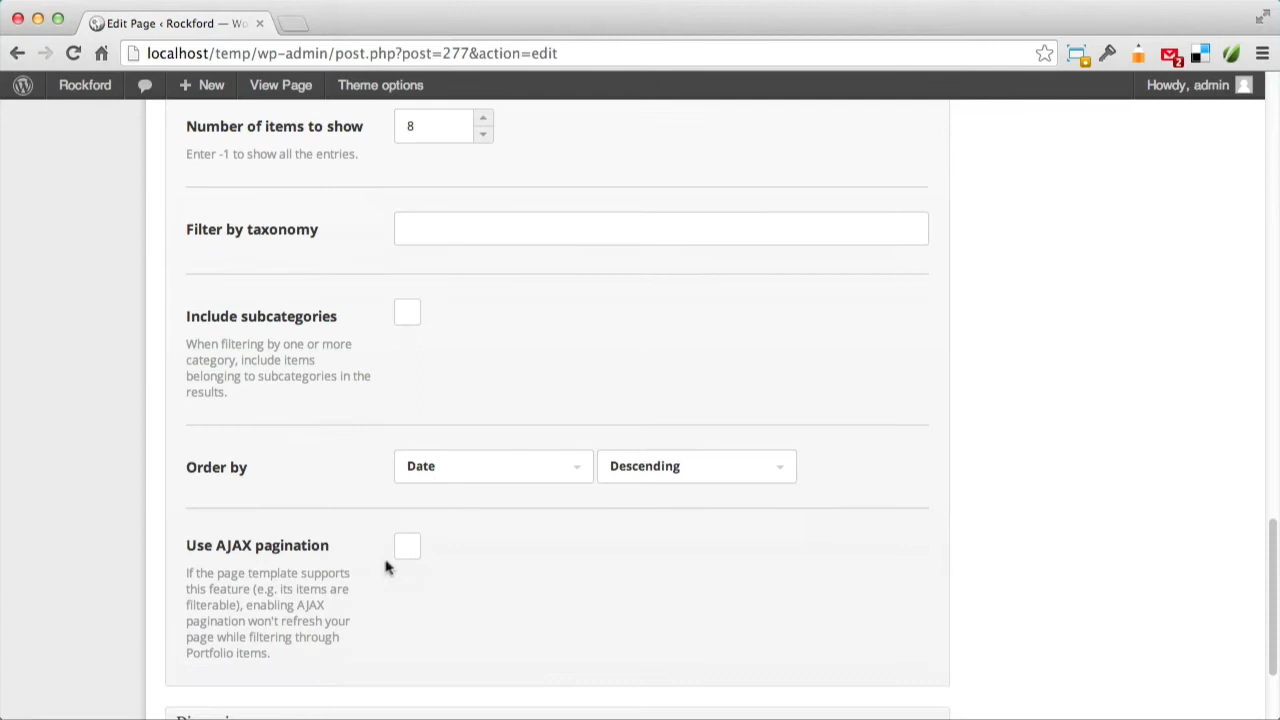 Edit Page ‹ Rockford — Wo
localhost/temp/wp-admin/post.php?post=277&action=edit
2
Rockford New View Page Theme options Howdy, admin
Number of items to show 8
Enter -1 to show all the entries.
Filter by taxonomy
Include subcategories
When filtering by one or more
category, include items
belonging to subcategories in the
results.
Order by Date Descending
Use AJAX pagination
If the page template supports
this feature (e.g. its items are
filterable), enabling AJAX
pagination won't refresh your
page while filtering through
Portfolio items.